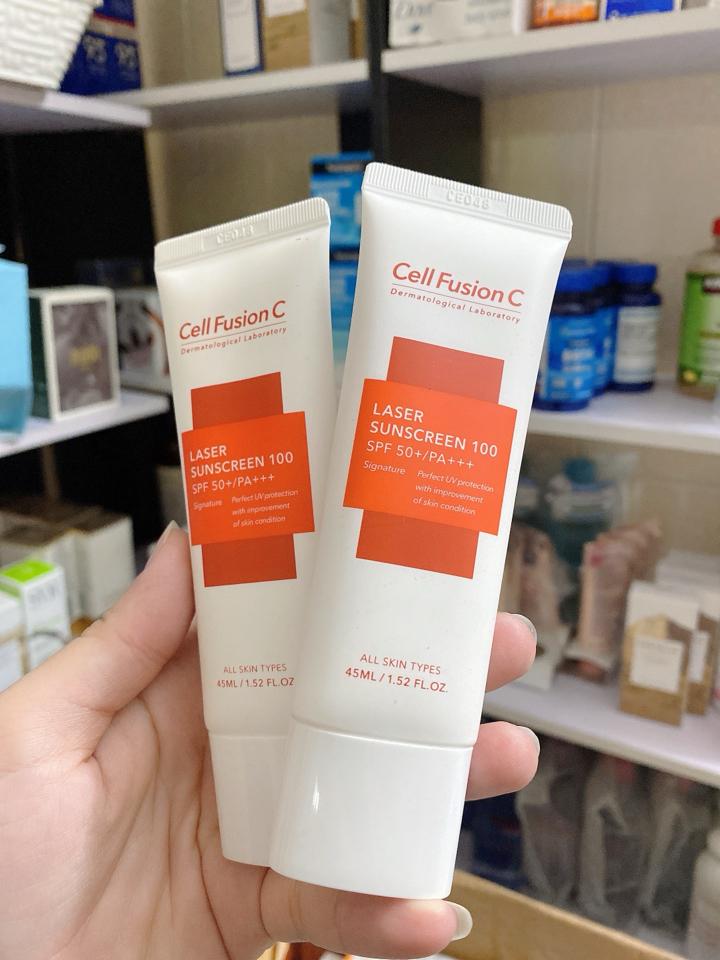 CE048
Cell Fusion C
Dermatological Laboratory
LASER
SUNSCREEN 100
SPF 50+/PA+++
Signature
Perfect UV protection
with improvement
of skin condition
ALL SKIN TYPES
45ML / 1.52 FL.OZ
CE048
Cell Fusion C
Dermatological Laboratory
LASER
SUNSCREEN 100
SPF 50+/PA+++
Signature
Perfect UV protection
with improvement
of skin condition
ALL SKIN TYPES
45ML / 1.52 FL.OZ.